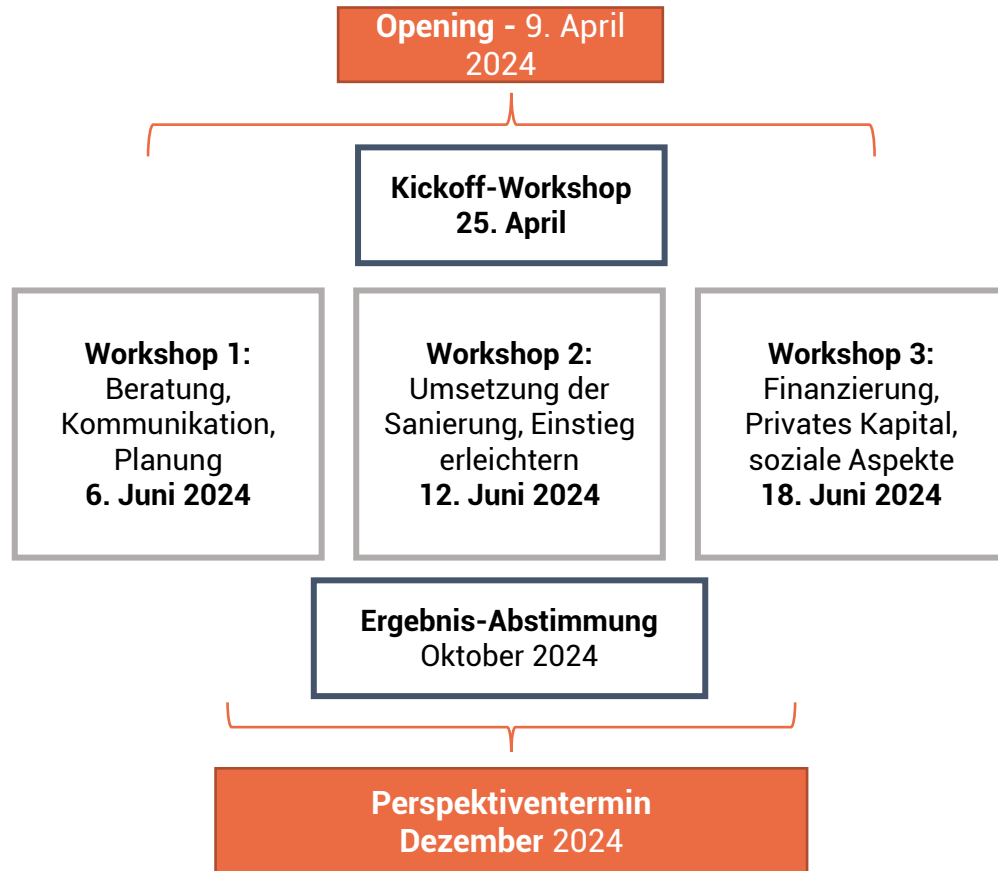 Opening - 9. April
2024
Kickoff-Workshop
25. April
Workshop 1:
Beratung,
Kommunikation,
Planung
6. Juni 2024
Workshop 2:
Umsetzung der
Sanierung, Einstieg
erleichtern
12. Juni 2024
Workshop 3:
Finanzierung,
Privates Kapital,
soziale Aspekte
18. Juni 2024
Ergebnis-Abstimmung
Oktober 2024
Perspektiventermin
Dezember 2024